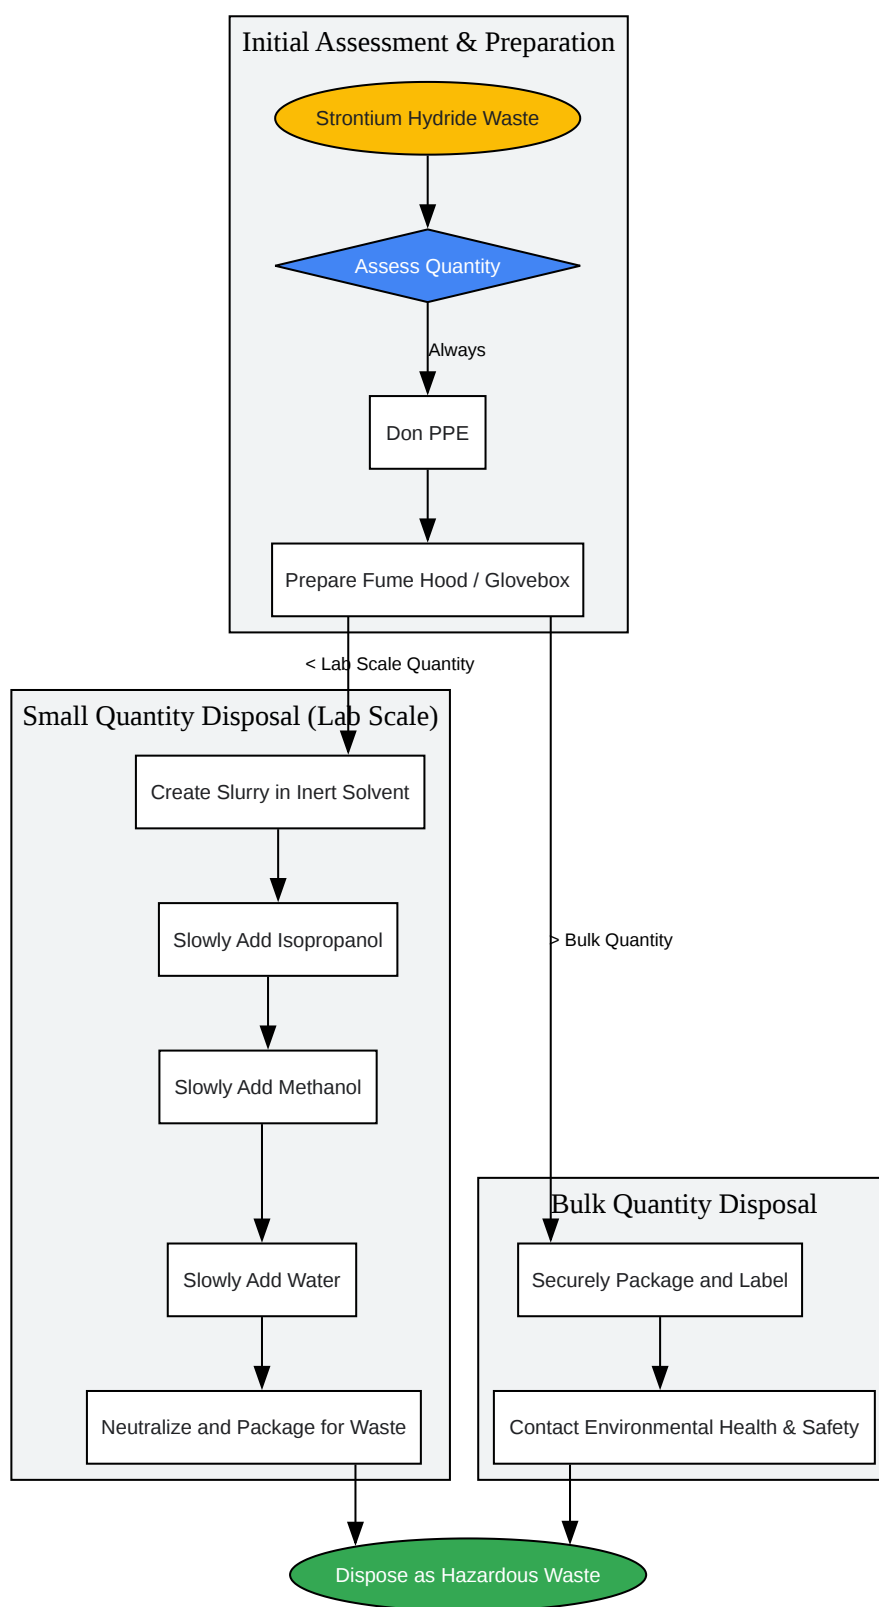 Initial Assessment & Preparation
Strontium Hydride Waste
Assess Quantity
Always
Don PPE
Prepare Fume Hood / Glovebox
< Lab Scale Quantity
Small Quantity Disposal (Lab Scale)
Create Slurry in Inert Solvent
Slowly Add Isopropanol
> Bulk Quantity
Slowly Add Methanol
Bulk Quantity Disposal
Slowly Add Water
Securely Package and Label
Neutralize and Package for Waste
Contact Environmental Health & Safety
Dispose as Hazardous Waste